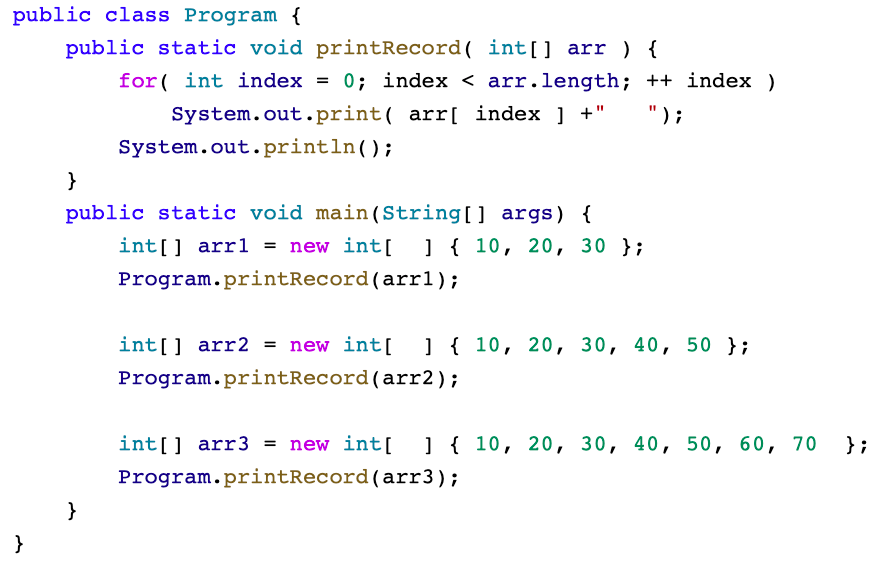 public class Program {
    public static void printRecord( int[] arr ) {
        for( int index = 0; index < arr.length; ++ index )
            System.out.print( arr[ index ] +"   ");
        System.out.println();
    }
    public static void main(String[] args) {
        int[] arr1 = new int[  ] { 10, 20, 30 };
        Program.printRecord(arr1);

        int[] arr2 = new int[  ] { 10, 20, 30, 40, 50 };
        Program.printRecord(arr2);

        int[] arr3 = new int[  ] { 10, 20, 30, 40, 50, 60, 70  };
        Program.printRecord(arr3);
    }
}